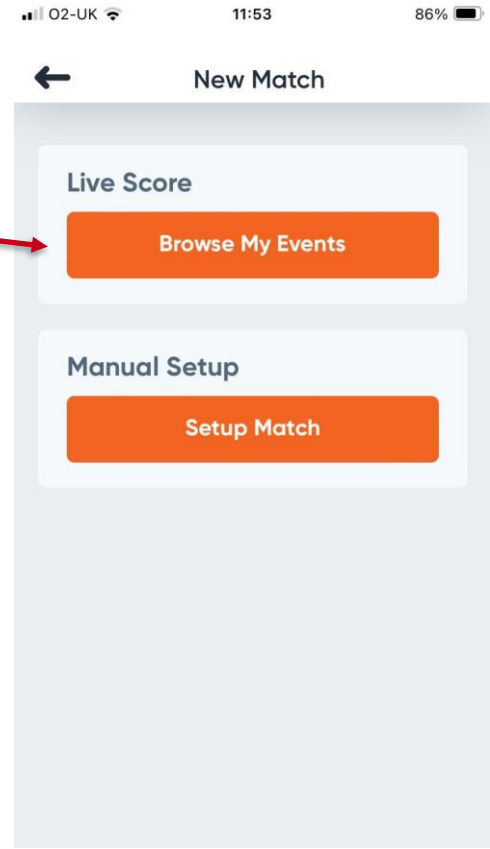 O2-UK 11:53 86%
New Match
Live Score
Browse My Events
Manual Setup
Setup Match